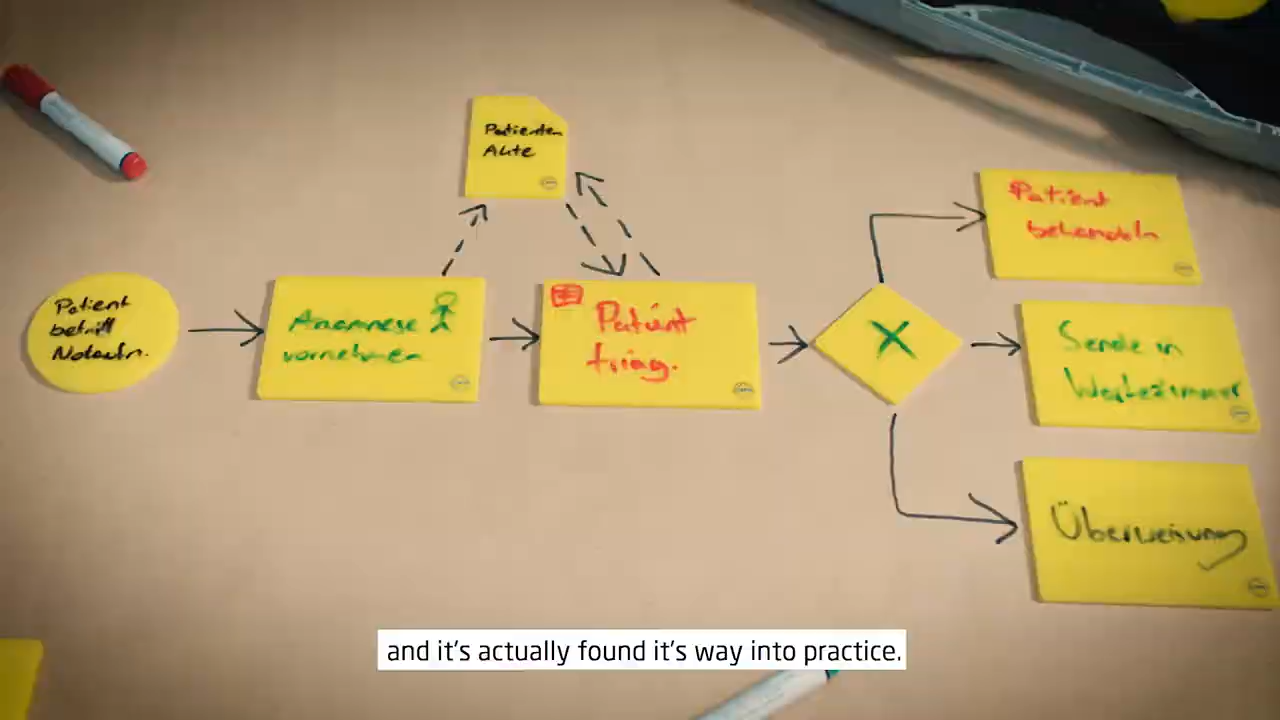 Patienten
Akte
Patient
betritt
Notaufn.
Anamnese
vornehmen
Patient
triag.
X
Patient
behandeln
Sende in
Wartezimmer
Überweisung
and it's actually found it's way into practice.